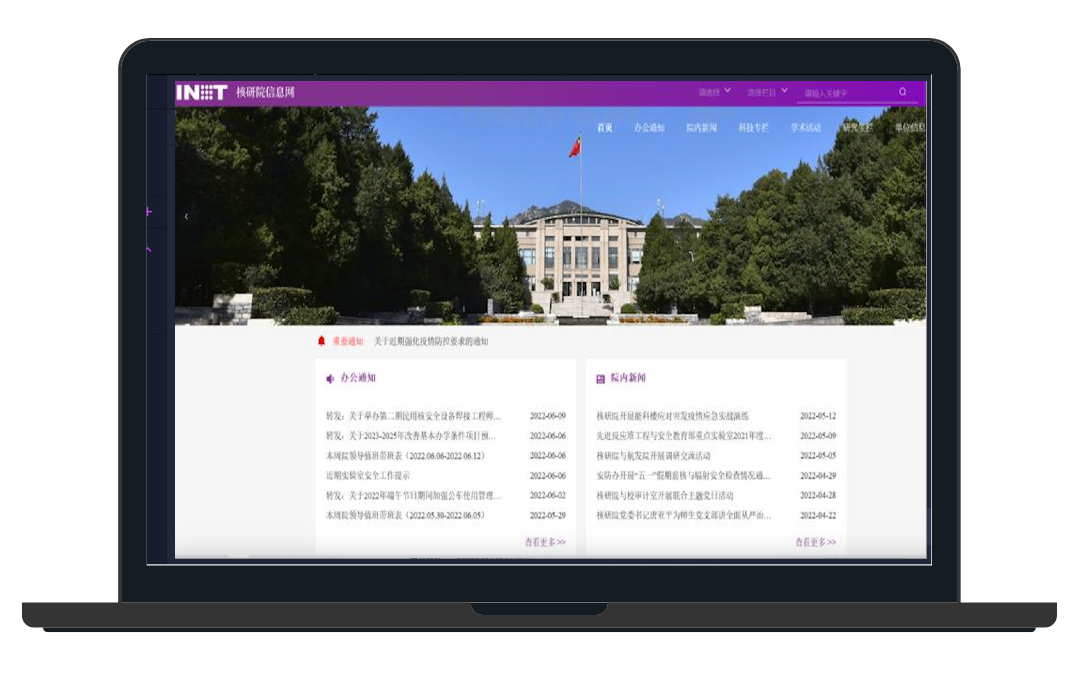 INET 核研院信息网
请选择 选择栏目 请输入关键字
首页 办公通知 院内新闻 科技专栏 学术活动 研究生栏 单位信息
重要通知 关于近期强化疫情防控要求的通知
办公通知
转发：关于举办第二期民用核安全设备焊接工程师... 2022-06-09
转发：关于2023-2025年改善基本办学条件项目预... 2022-06-06
本周院领导值班带班表（2022.06.06-2022.06.12） 2022-06-06
近期实验室安全工作提示 2022-06-06
转发：关于2022年端午节日期间加强公车使用管理... 2022-06-02
本周院领导值班带班表（2022.05.30-2022.06.05） 2022-05-29
查看更多>>
院内新闻
核研院开展能科楼应对突发疫情应急实战演练 2022-05-12
先进反应堆工程与安全教育部重点实验室2021年度... 2022-05-09
核研院与航发院开展调研交流活动 2022-05-05
安防办开展“五一”假期前核与辐射安全检查情况通... 2022-04-29
核研院与校审计室开展联合主题党日活动 2022-04-28
核研院党委书记唐亚平为师生党支部讲全面从严治... 2022-04-22
查看更多>>